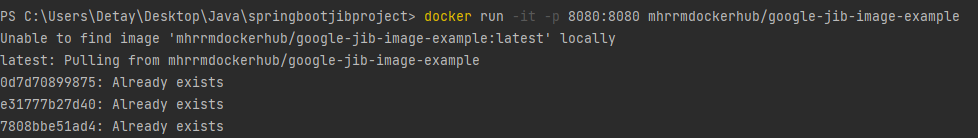 PS C:\Users\Detay\Desktop\Java\springbootjibproject> docker run -it -p 8080:8080 mhrrmdockerhub/google-jib-image-example
Unable to find image 'mhrrmdockerhub/google-jib-image-example:latest' locally
latest: Pulling from mhrrmdockerhub/google-jib-image-example
0d7d70899875: Already exists
e31777b27d40: Already exists
7808bbe51ad4: Already exists